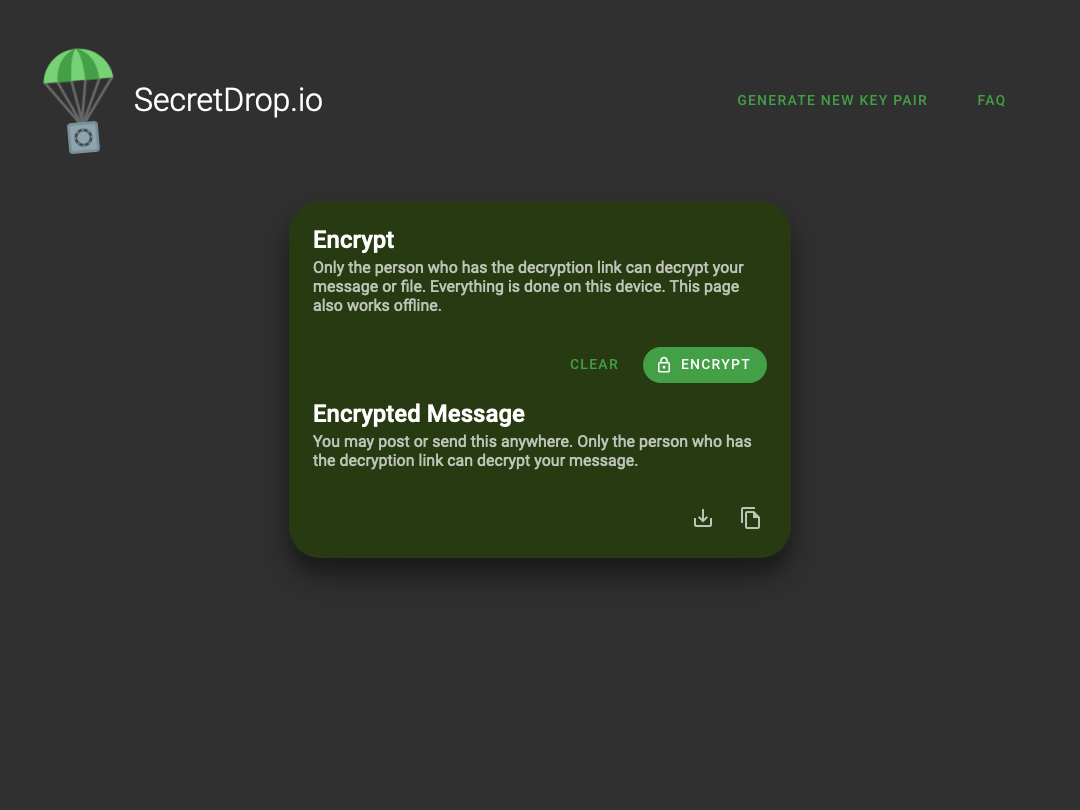 SecretDrop.io
GENERATE NEW KEY PAIR
FAQ
Encrypt
Only the person who has the decryption link can decrypt your
message or file. Everything is done on this device. This page
also works offline.
CLEAR
ENCRYPT
Encrypted Message
You may post or send this anywhere. Only the person who has
the decryption link can decrypt your message.